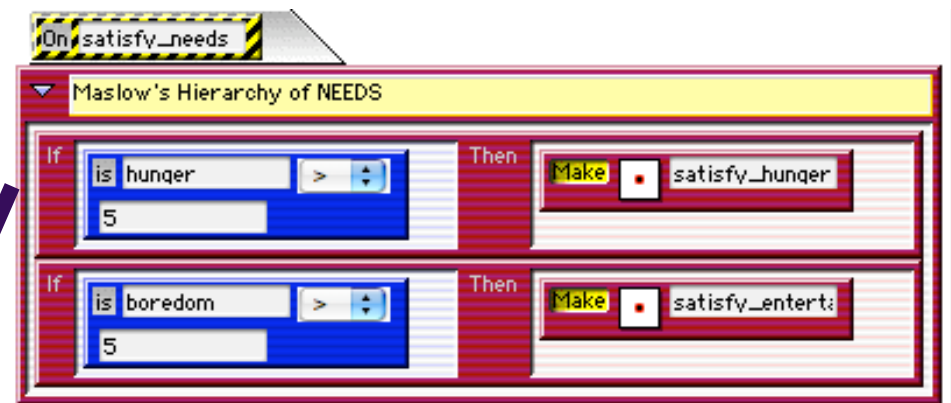 On satisfy_needs
Maslow's Hierarchy of NEEDS
If is hunger > Then Make satisfy_hunger
5
If is boredom > Then Make satisfy_enterta
5